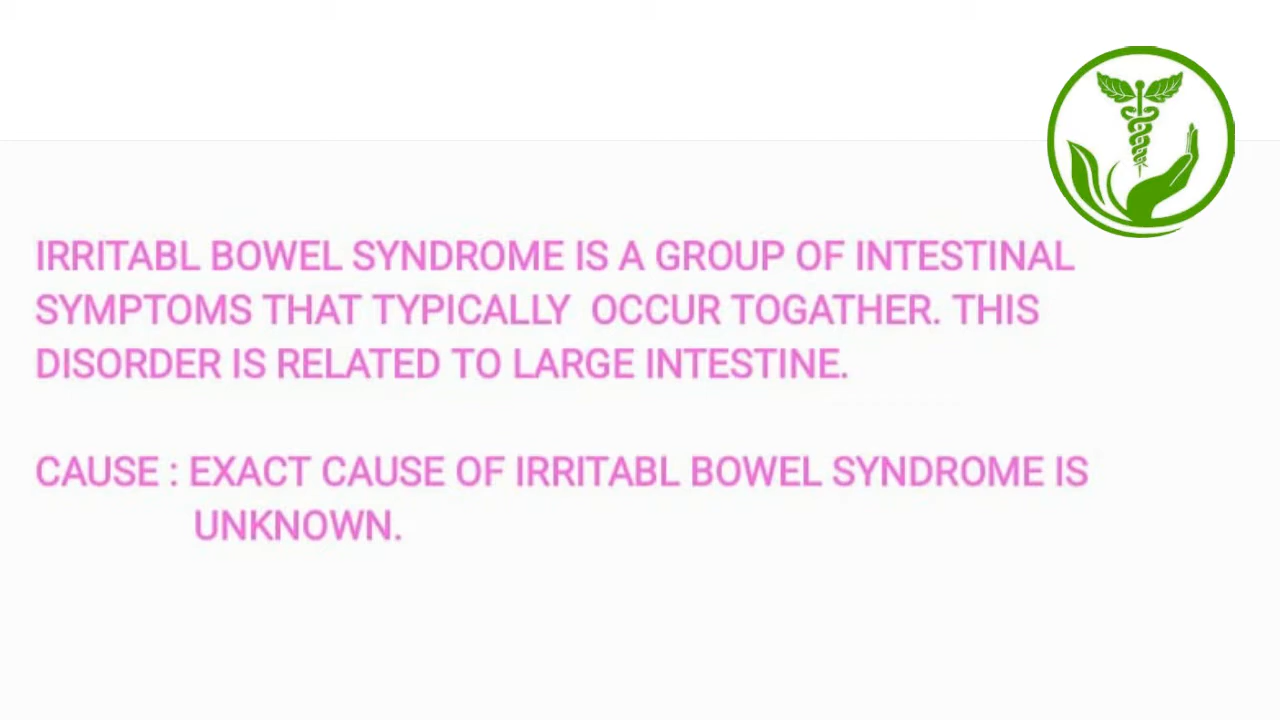 IRRITABL BOWEL SYNDROME IS A GROUP OF INTESTINAL
SYMPTOMS THAT TYPICALLY OCCUR TOGATHER. THIS
DISORDER IS RELATED TO LARGE INTESTINE.
CAUSE : EXACT CAUSE OF IRRITABL BOWEL SYNDROME IS
UNKNOWN.